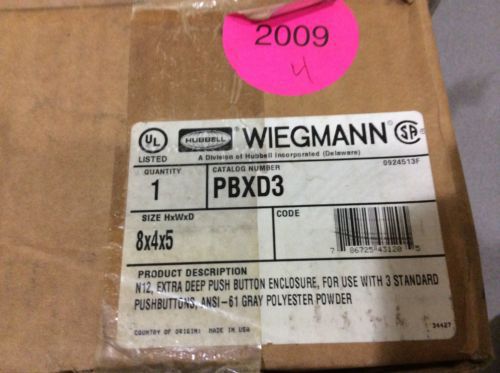 2009
4
UL
LISTED
HUBBELL
WIEGMANN
SA
A Division of Hubbell Incorporated (Delaware)
0924513F
QUANTITY
1
CATALOG NUMBER
PBXD3
SIZE HxWxD
8x4x5
CODE
7 86725 43120 5
PRODUCT DESCRIPTION
N12, EXTRA DEEP PUSH BUTTON ENCLOSURE, FOR USE WITH 3 STANDARD
PUSHBUTTONS, ANSI-61 GRAY POLYESTER POWDER
COUNTRY OF ORIGIN: MADE IN USA
34427